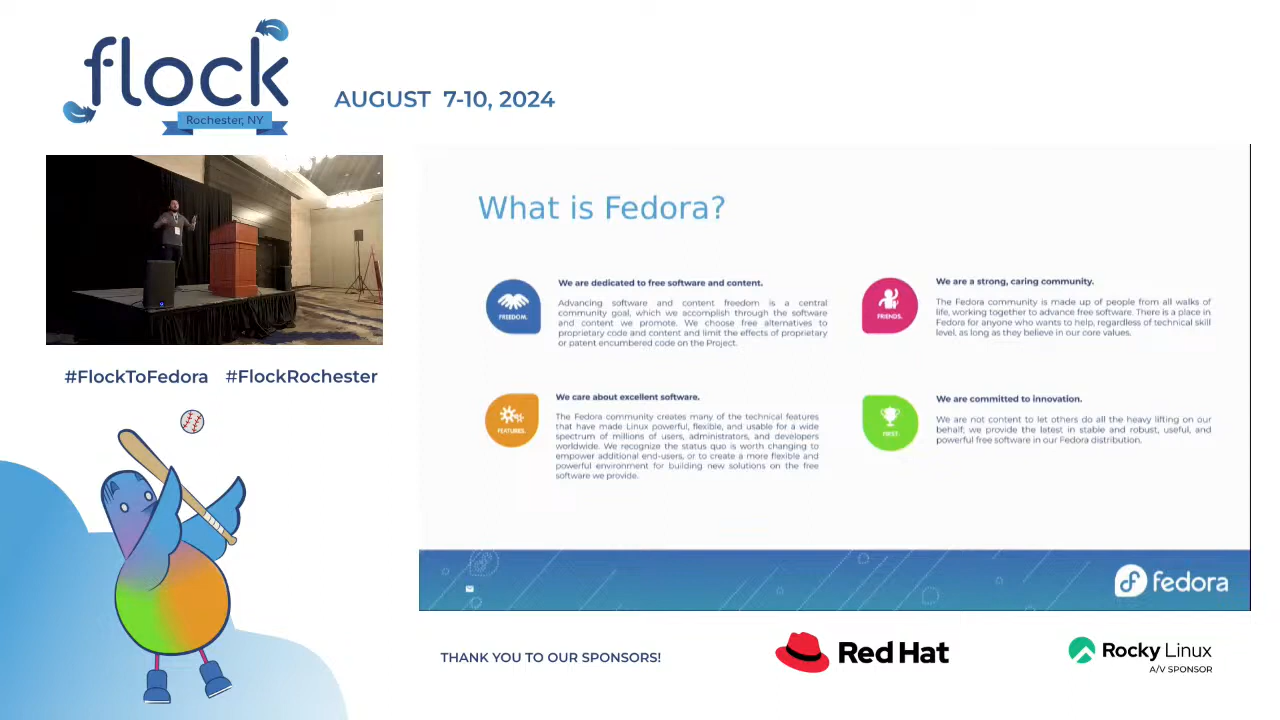 flock
Rochester, NY
AUGUST 7-10, 2024
#FlockToFedora #FlockRochester
What is Fedora?
FREEDOM.
We are dedicated to free software and content.
Advancing software and content freedom is a central
community goal, which we accomplish through the software
and content we promote. We choose free alternatives to
proprietary code and content and limit the effects of proprietary
or patent encumbered code on the Project.
FRIENDS.
We are a strong, caring community.
The Fedora community is made up of people from all walks of
life, working together to advance free software. There is a place in
Fedora for anyone who wants to help, regardless of technical skill
level, as long as they believe in our core values.
FEATURES.
We care about excellent software.
The Fedora community creates many of the technical features
that have made Linux powerful, flexible, and usable for a wide
spectrum of millions of users, administrators, and developers
worldwide. We recognize the status quo is worth changing to
empower additional end-users, or to create a more flexible and
powerful environment for building new solutions on the free
software we provide.
FIRST.
We are committed to innovation.
We are not content to let others do all the heavy lifting on our
behalf; we provide the latest in stable and robust, useful, and
powerful free software in our Fedora distribution.
fedora
THANK YOU TO OUR SPONSORS!
Red Hat
Rocky Linux
A/V SPONSOR